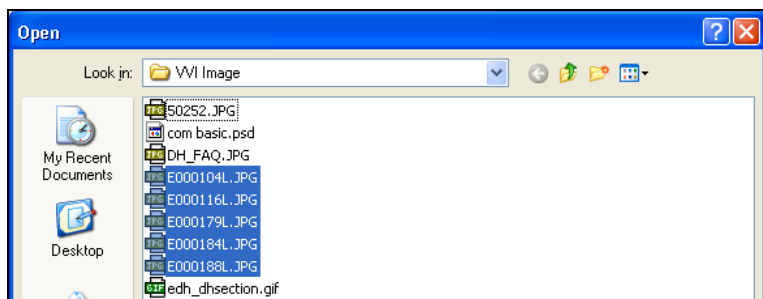 Open
Look in: VVI Image
50252.JPG
com basic.psd
My Recent Documents
DH_FAQ.JPG
E000104L.JPG
E000116L.JPG
E000179L.JPG
E000184L.JPG
Desktop
E000188L.JPG
edh_dhsection.gif